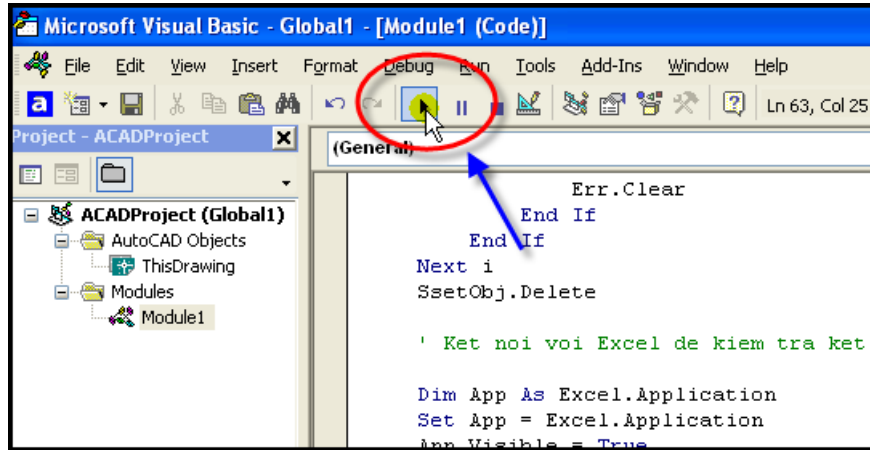 Microsoft Visual Basic - Global1 - [Module1 (Code)]
File Edit View Insert Format Debug Run Tools Add-Ins Window Help
a Ln 63, Col 25
Project - ACADProject
(General)
ACADProject (Global1)
AutoCAD Objects
ThisDrawing
Modules
Module1
Err.Clear
End If
End If
Next i
SsetObj.Delete
' Ket noi voi Excel de kiem tra ket
Dim App As Excel.Application
Set App = Excel.Application
App.Visible = True